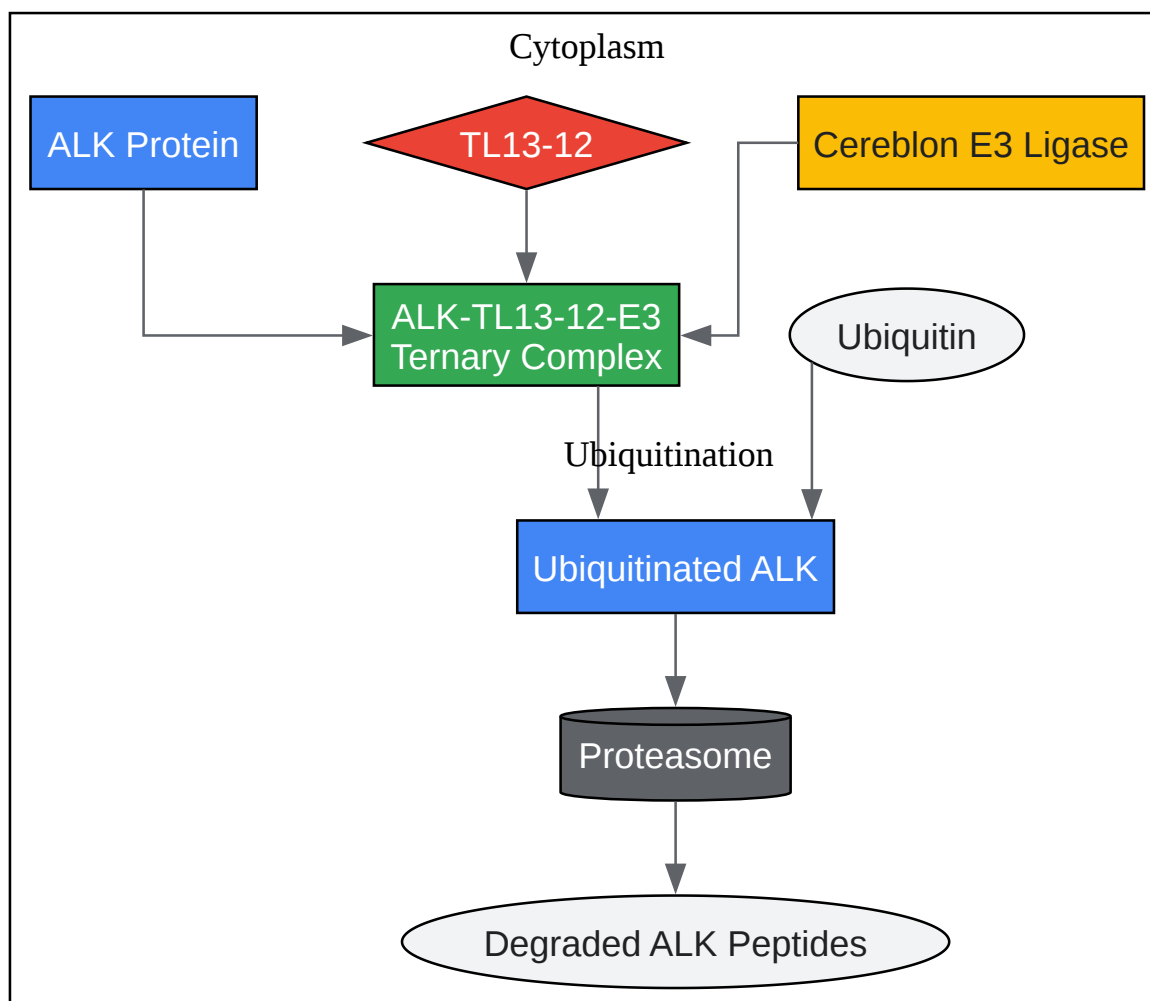 Cytoplasm
ALK Protein
TL13-12
Cereblon E3 Ligase
ALK-TL13-12-E3
Ternary Complex
Ubiquitin
Ubiquitination
Ubiquitinated ALK
Proteasome
Degraded ALK Peptides